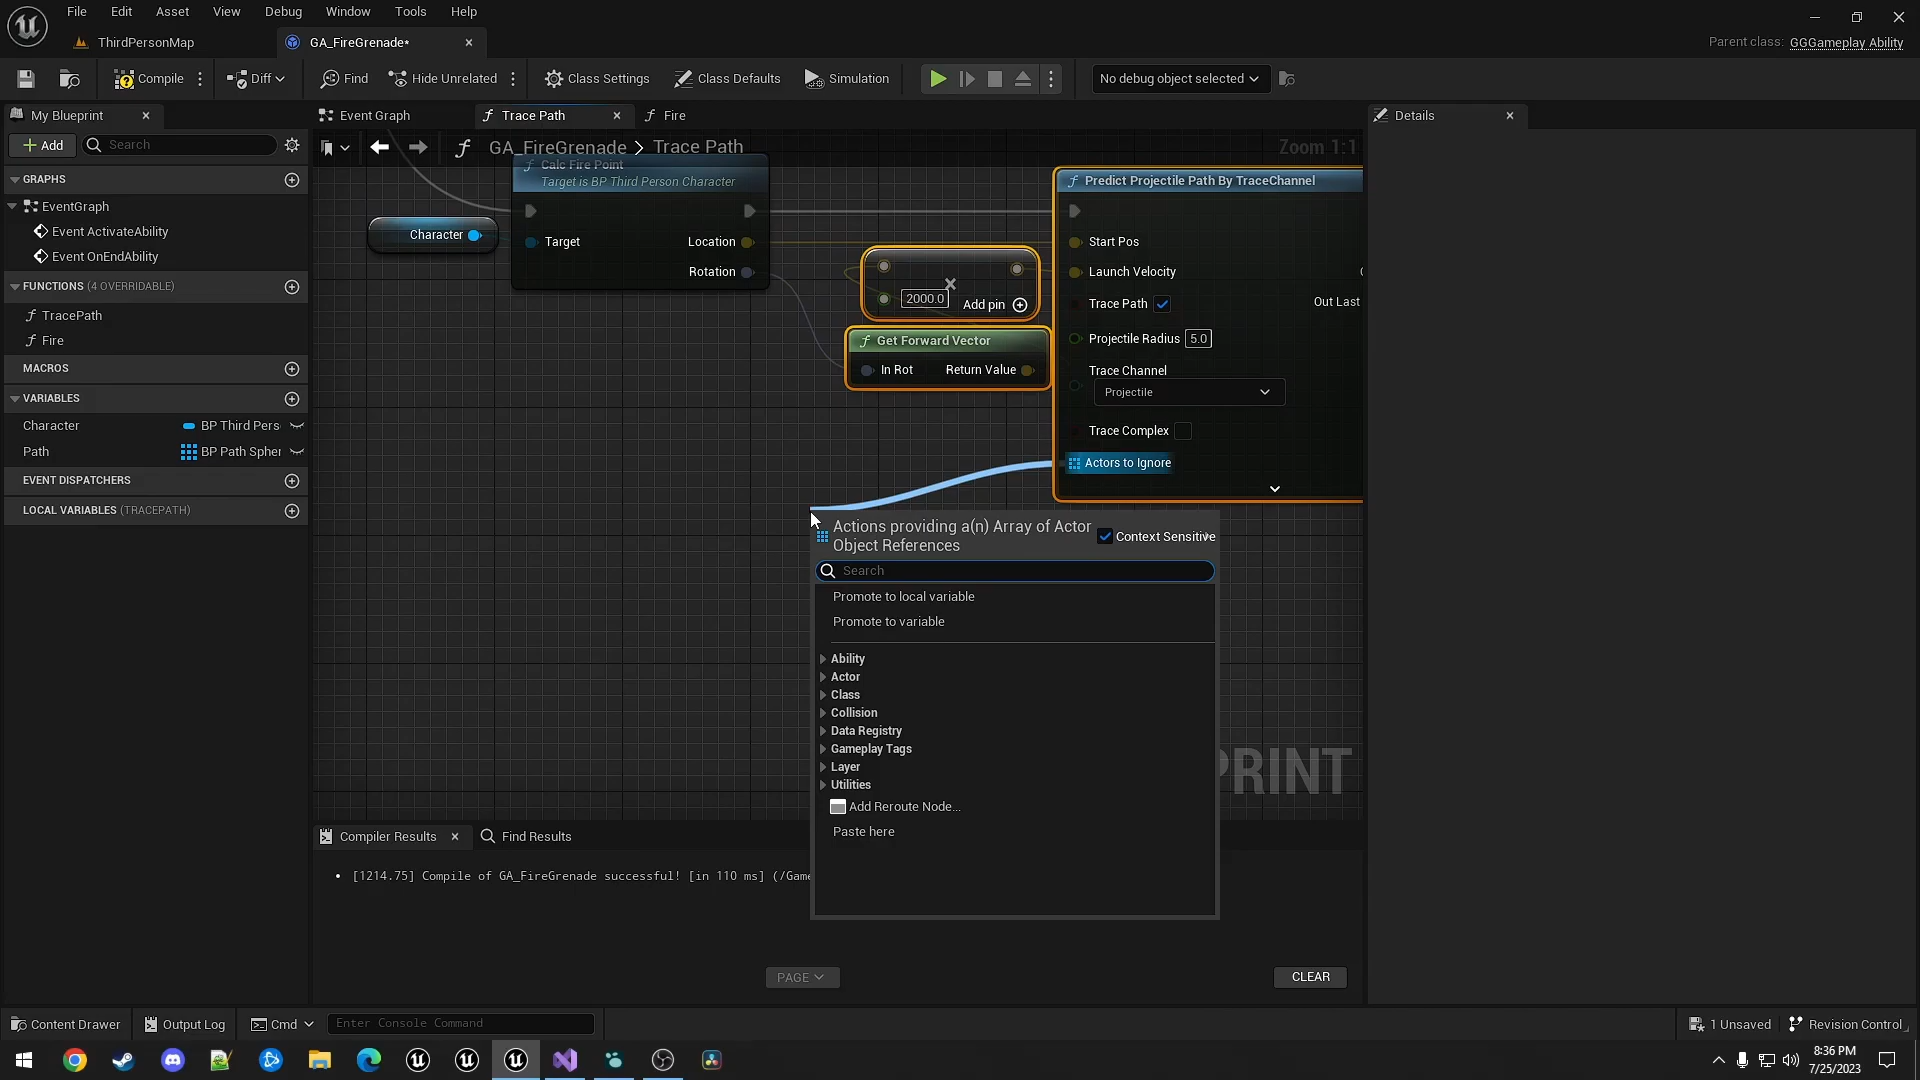 File Edit Asset View Debug Window Tools Help
ThirdPersonMap
GA_FireGrenade*
Parent class: GGGameplay Ability
Compile
Diff
Find
Hide Unrelated
Class Settings
Class Defaults
Simulation
No debug object selected
My Blueprint
Event Graph
Trace Path
Fire
Details
Add
Search
GA_FireGrenade > Trace Path
Zoom 1:1
GRAPHS
EventGraph
Event ActivateAbility
Event OnEndAbility
FUNCTIONS (4 OVERRIDABLE)
TracePath
Fire
MACROS
VARIABLES
Character
BP Third Pers
Path
BP Path Spher
EVENT DISPATCHERS
LOCAL VARIABLES (TRACEPATH)
Character
Calc Fire Point
Target is BP Third Person Character
Target
Location
Rotation
2000.0
Add pin
Get Forward Vector
In Rot
Return Value
Predict Projectile Path By TraceChannel
Start Pos
Launch Velocity
Trace Path
Out Last
Projectile Radius 5.0
Trace Channel
Projectile
Trace Complex
Actors to Ignore
Actions providing a(n) Array of Actor
Object References
Context Sensitive
Search
Promote to local variable
Promote to variable
Ability
Actor
Class
Collision
Data Registry
Gameplay Tags
Layer
Utilities
Add Reroute Node...
Paste here
PRINT
Compiler Results
Find Results
[1214.75] Compile of GA_FireGrenade successful! [in 110 ms] (/Game
PAGE
CLEAR
Content Drawer
Output Log
Cmd
Enter Console Command
1 Unsaved
Revision Control
8:36 PM
7/25/2023